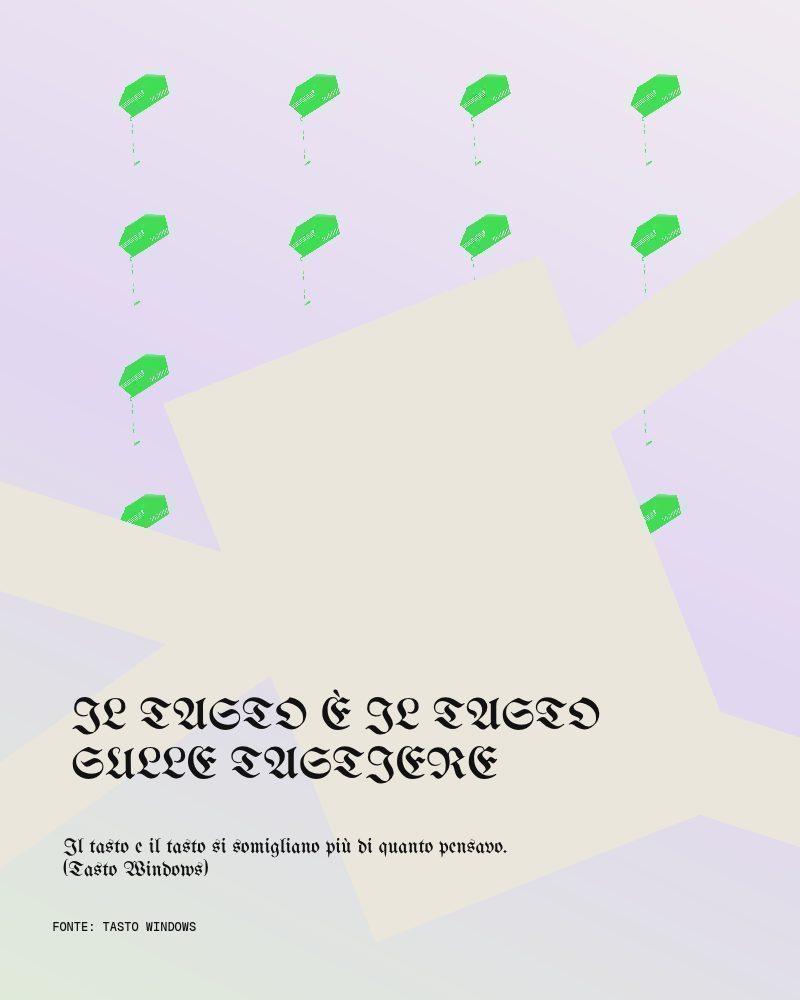 IL TASTO È IL TASTO
SULLE TASTIERE
Il tasto e il tasto si somigliano più di quanto pensavo.
(Tasto Windows)
FONTE: TASTO WINDOWS